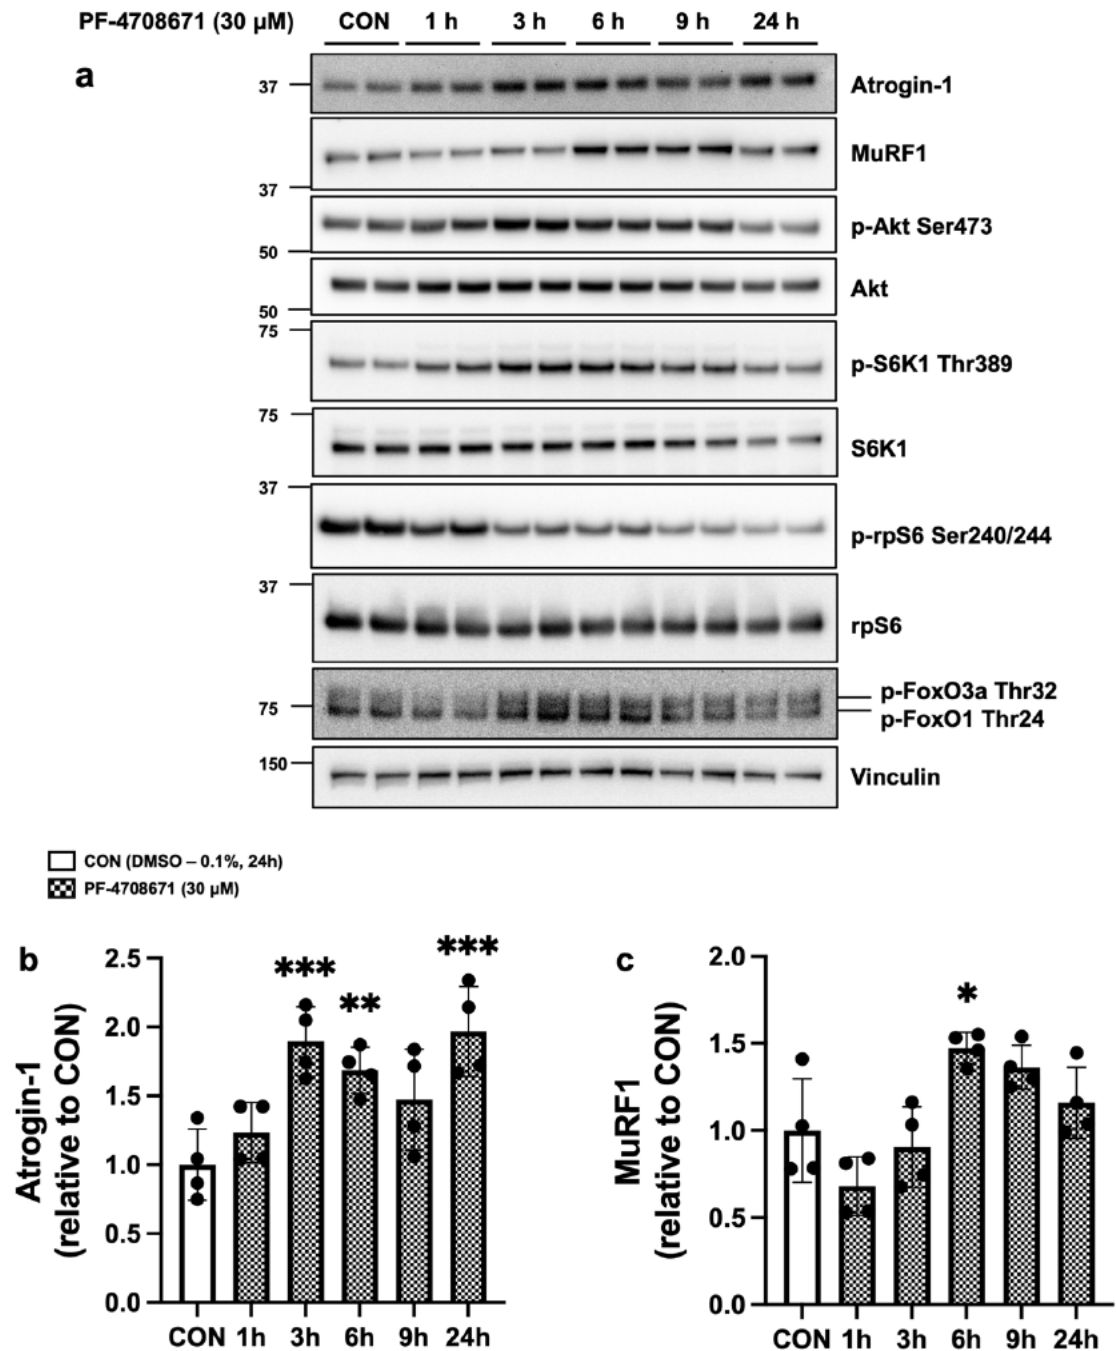 PF-4708671 (30 µM) CON 1 h 3 h 6 h 9 h 24 h
a
37 Atrogin-1
MuRF1
37
p-Akt Ser473
50
Akt
50
75
p-S6K1 Thr389
75
S6K1
37
p-rpS6 Ser240/244
37
rpS6
p-FoxO3a Thr32
75
p-FoxO1 Thr24
150
Vinculin
CON (DMSO – 0.1%, 24h)
PF-4708671 (30 µM)
b
Atrogin-1
(relative to CON)
2.5
2.0
1.5
1.0
0.5
0.0
*** ** ***
CON 1h 3h 6h 9h 24h
c
MuRF1
(relative to CON)
2.0
1.5
1.0
0.5
0.0
*
CON 1h 3h 6h 9h 24h